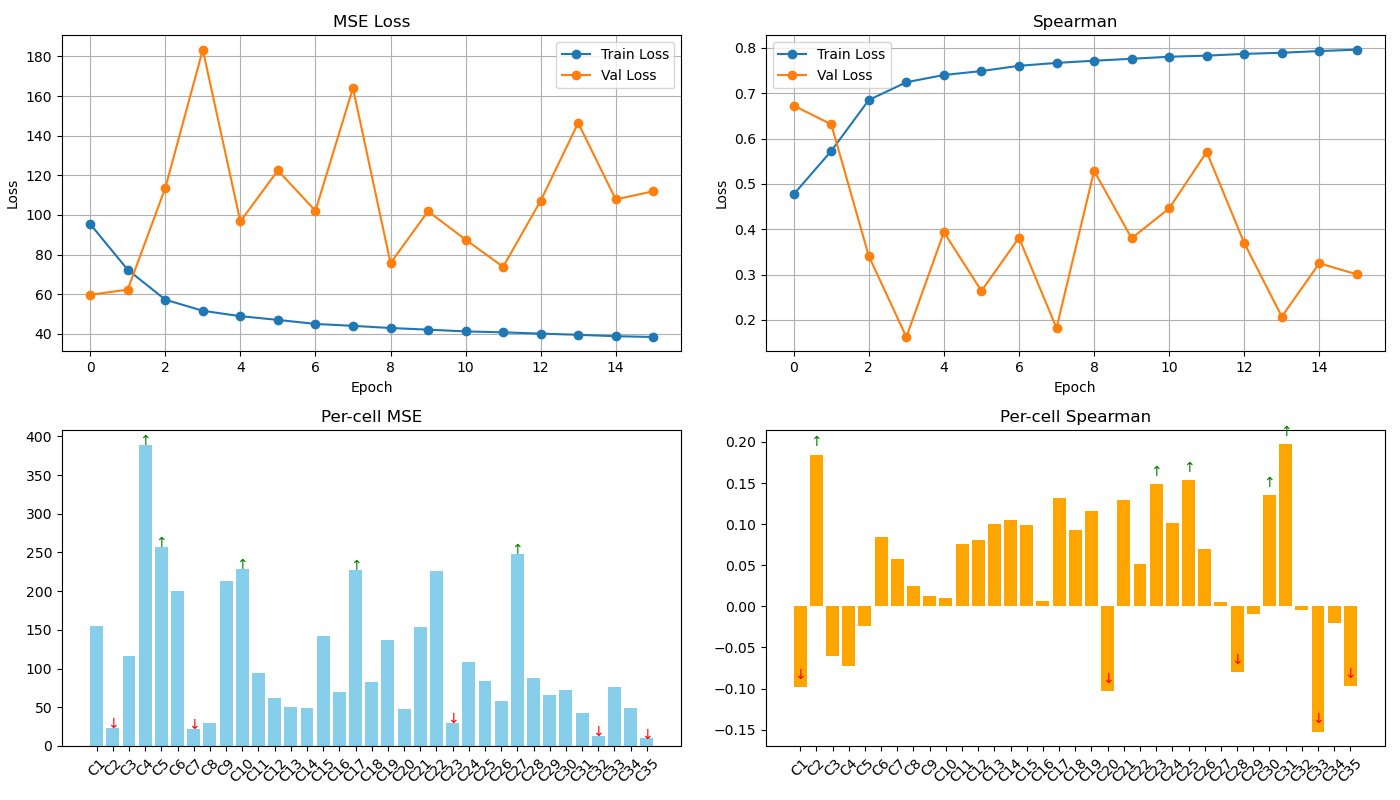 MSE Loss
Loss
180
160
140
120
100
80
60
40
Train Loss
Val Loss
0 2 4 6 8 10 12 14
Epoch
Spearman
Loss
0.8
0.7
0.6
0.5
0.4
0.3
0.2
Train Loss
Val Loss
0 2 4 6 8 10 12 14
Epoch
Per-cell MSE
400
350
300
250
200
150
100
50
0
↑ ↑ ↑ ↑ ↑
↓ ↓ ↓ ↓ ↓
C1 C2 C3 C4 C5 C6 C7 C8 C9 C10 C11 C12 C13 C14 C15 C16 C17 C18 C19 C20 C21 C22 C23 C24 C25 C26 C27 C28 C29 C30 C31 C32 C33 C34 C35
Per-cell Spearman
0.20
0.15
0.10
0.05
0.00
−0.05
−0.10
−0.15
↑ ↑ ↑ ↑ ↑
↓ ↓ ↓ ↓ ↓
C1 C2 C3 C4 C5 C6 C7 C8 C9 C10 C11 C12 C13 C14 C15 C16 C17 C18 C19 C20 C21 C22 C23 C24 C25 C26 C27 C28 C29 C30 C31 C32 C33 C34 C35